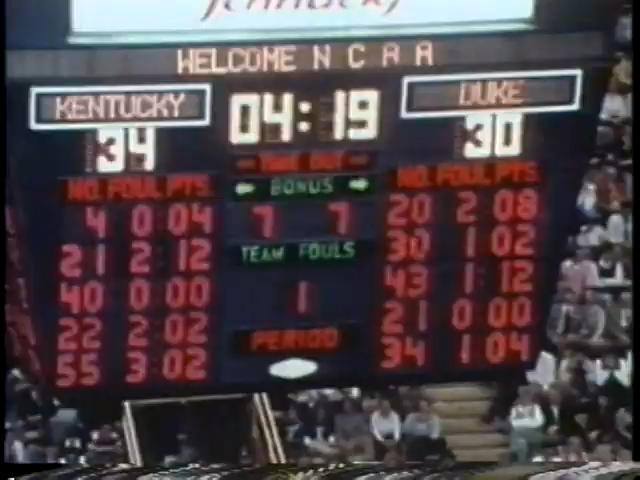 WELCOME N C A A
KENTUCKY 04:19 DUKE
34 30
TIME OUT
NO. FOUL PTS. BONUS NO. FOUL PTS.
4 0 04 7 7 20 2 08
21 2 12 TEAM FOULS 30 1 02
40 0 00 1 43 1 12
22 2 02 PERIOD 21 0 00
55 3 02 34 1 04